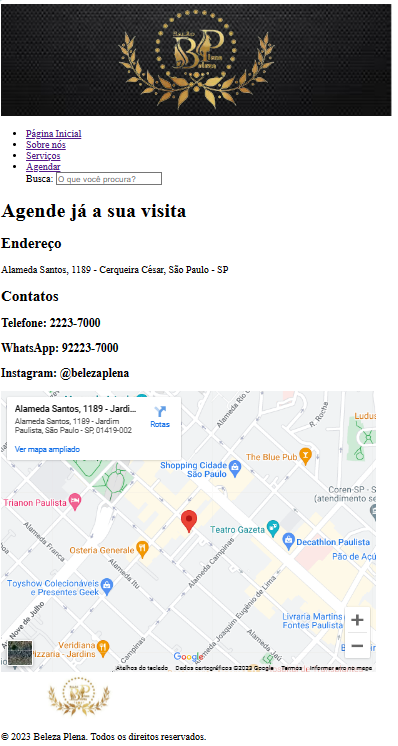 Salão
BP
Página Inicial
Sobre nós
Serviços
Agendar
Busca: O que você procura?
Agende já a sua visita
Endereço
Alameda Santos, 1189 - Cerqueira César, São Paulo - SP
Contatos
Telefone: 2223-7000
WhatsApp: 92223-7000
Instagram: @belezaplena
Alameda Santos, 1189 - Jardi...
Alameda Santos, 1189 - Jardim
Paulista, São Paulo - SP, 01419-002
Rotas
Ver mapa ampliado
Alameda Rio Claro
R. Rocha
Ludus
The Blue Pub
Shopping Cidade
São Paulo
Coren-SP - S
(atendimento se
Trianon Paulista
Teatro Gazeta
Decathlon Paulista
Alameda Franca
Osteria Generale
Pão de Açú
Alameda Itu
Alameda Campinas
Toyshow Colecionáveis
e Presentes Geek
Alameda Joaquim Eugênio de Lima
Av. Nove de Julho
Livraria Martins
Fontes Paulista
Veridiana
Pizzaria - Jardins
Campinas
Alameda Jaú
+
−
Google
Atalhos do teclado
Dados cartográficos ©2023 Google
Termos
Informar erro no mapa
© 2023 Beleza Plena. Todos os direitos reservados.